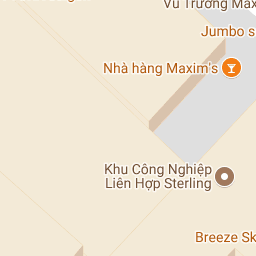 Vũ Trường Max
Jumbo s
Nhà hàng Maxim's
Khu Công Nghiệp
Liên Hợp Sterling
Breeze Sk